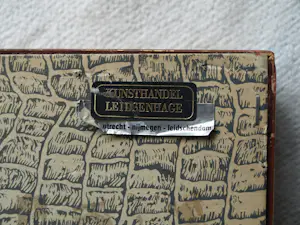 KUNSTHANDEL
LEIDSENHAGE
utrecht - nijmegen - leidschendam